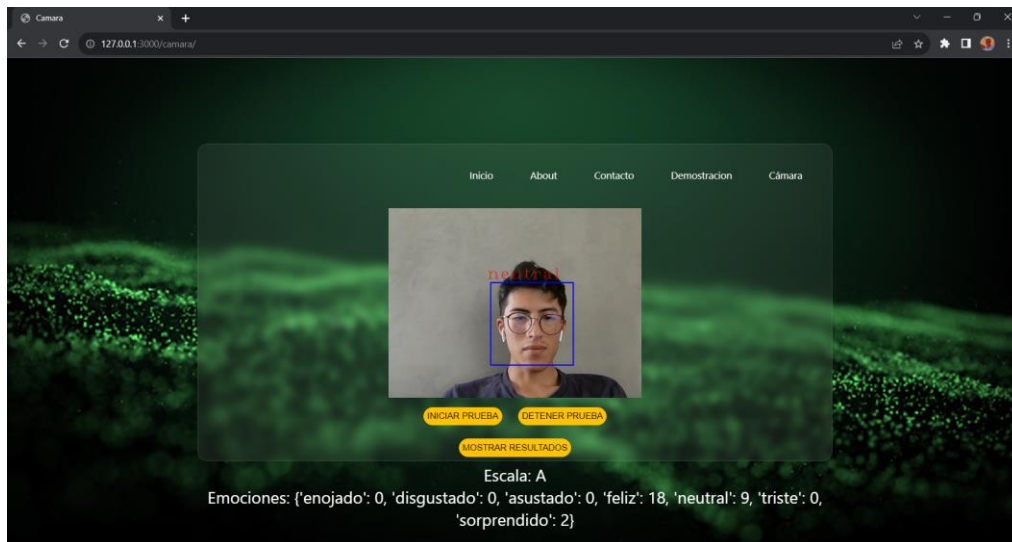 Camara
127.0.0.1:3000/camara/
Inicio About Contacto Demostracion Cámara
neutral
INICIAR PRUEBA DETENER PRUEBA
MOSTRAR RESULTADOS
Escala: A
Emociones: {'enojado': 0, 'disgustado': 0, 'asustado': 0, 'feliz': 18, 'neutral': 9, 'triste': 0,
'sorprendido': 2}